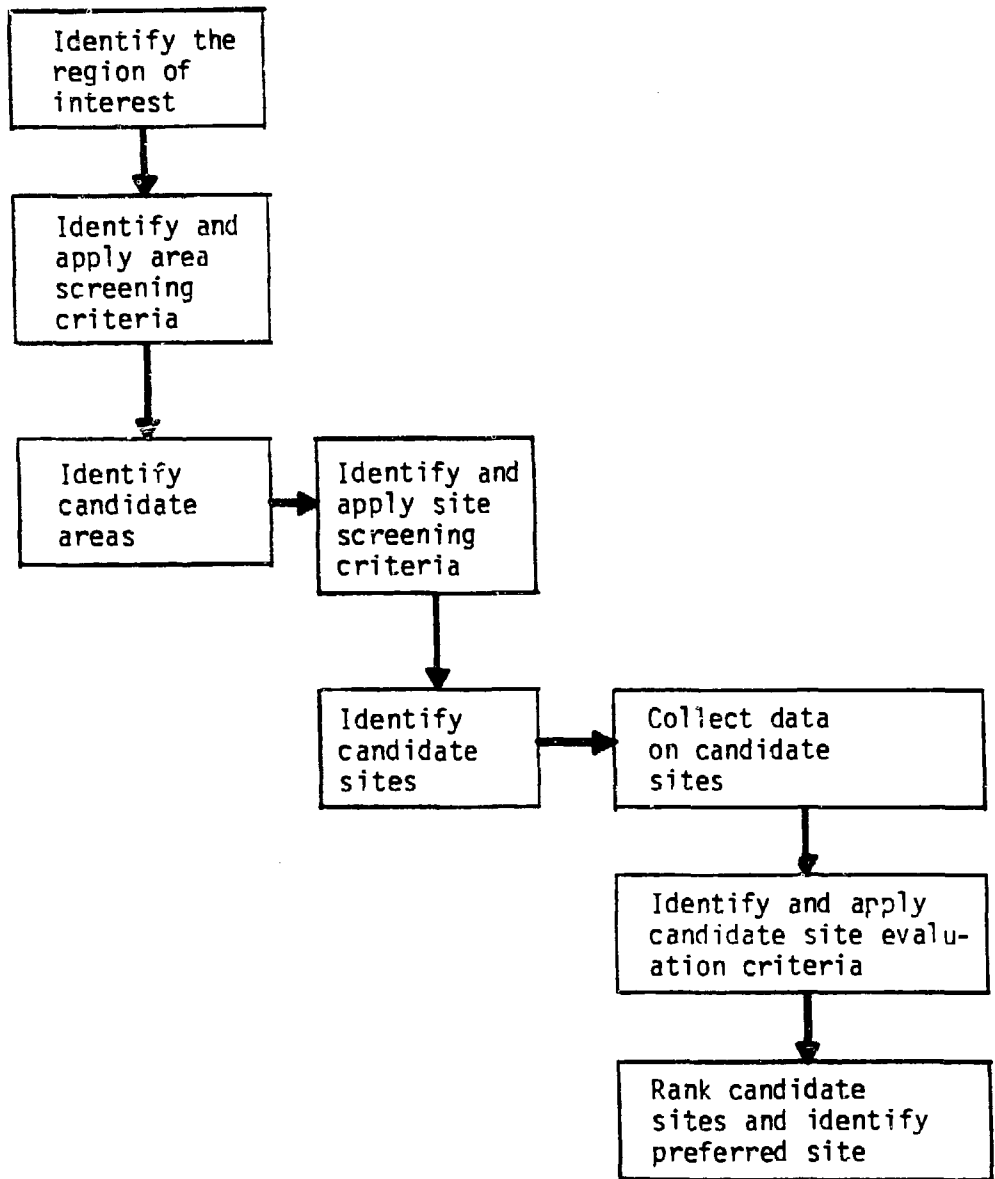 Identify the
region of
interest
Identify and
apply area
screening
criteria
Identify
candidate
areas
Identify and
apply site
screening
criteria
Identify
candidate
sites
Collect data
on candidate
sites
Identify and apply
candidate site evalu-
ation criteria
Rank candidate
sites and identify
preferred site